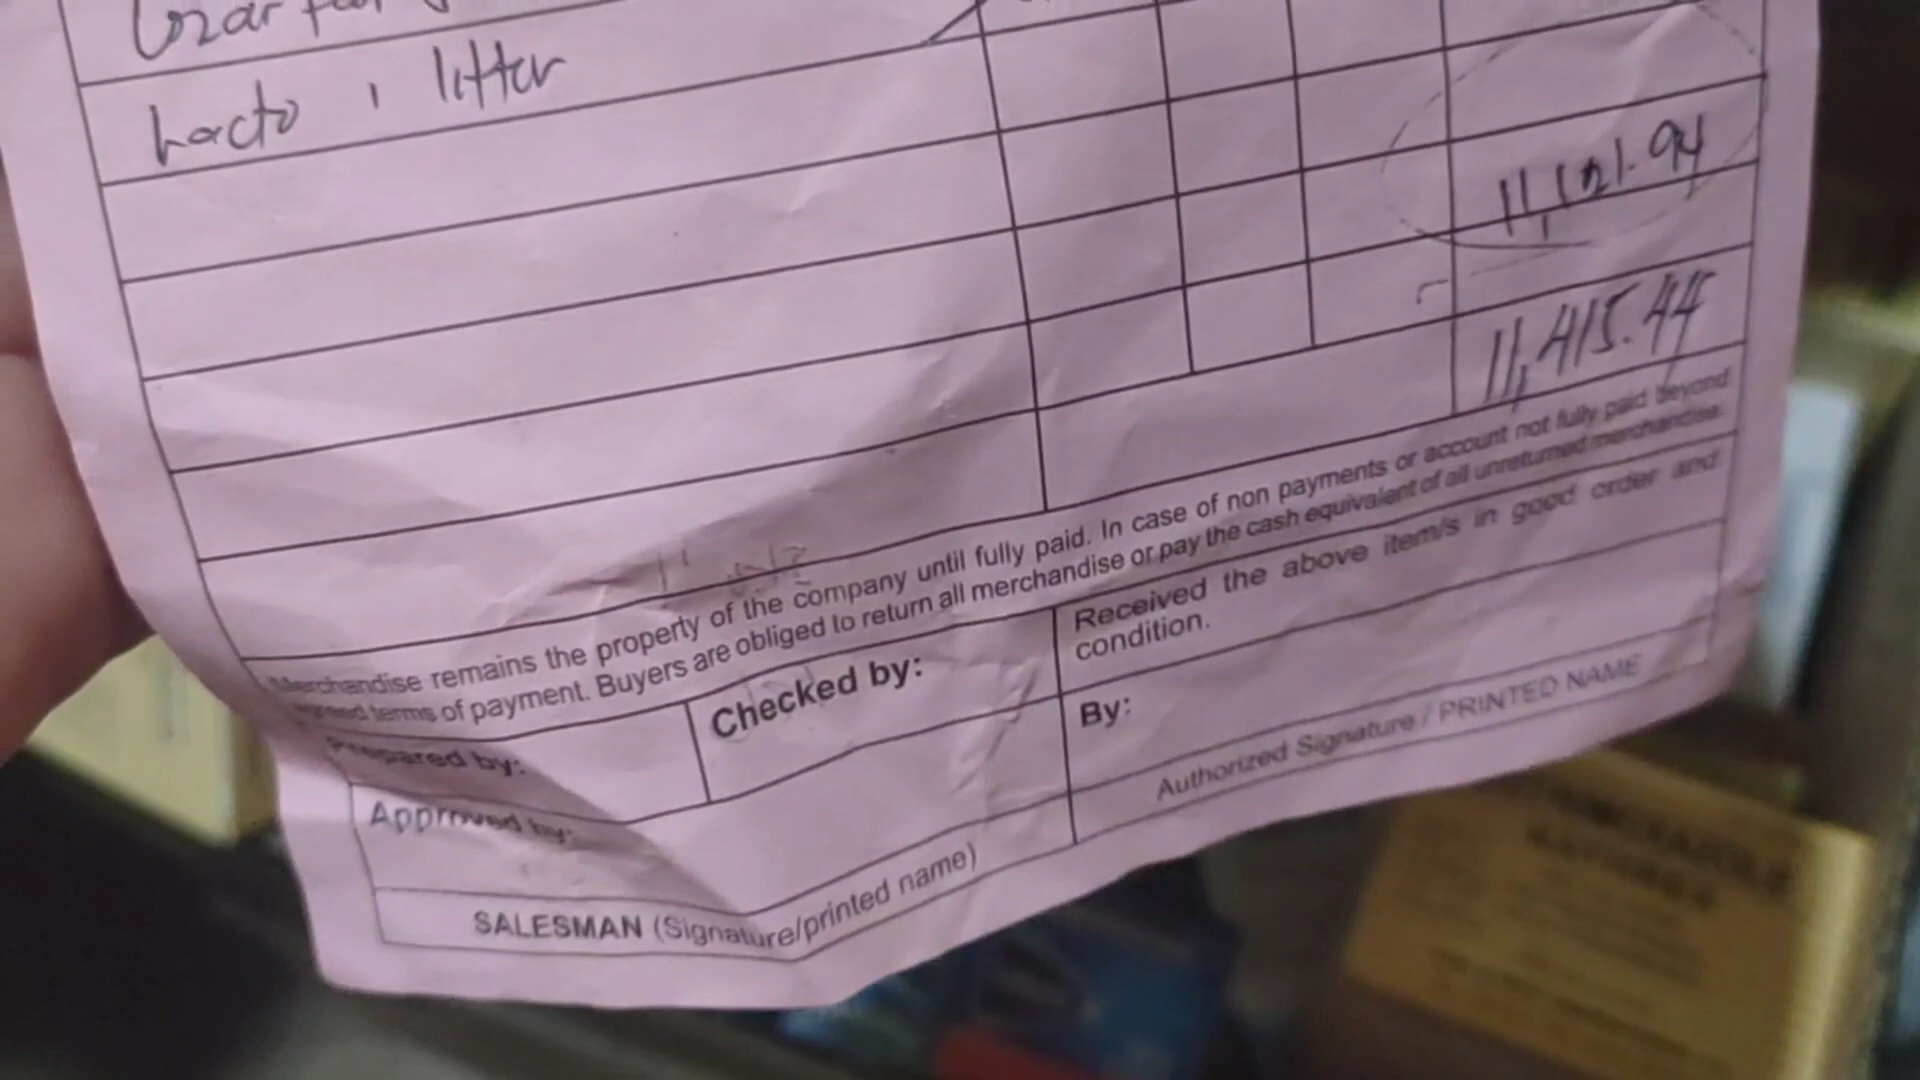 Lacto 1 litter
11,121.94
11,415.44
Merchandise remains the property of the company until fully paid. In case of non payments or account not fully paid beyond
agreed terms of payment. Buyers are obliged to return all merchandise or pay the cash equivalent of all unreturned merchandise.
Prepared by:
Checked by:
Received the above item/s in good order and
condition.
By:
Approved by:
Authorized Signature / PRINTED NAME
SALESMAN (Signature/printed name)